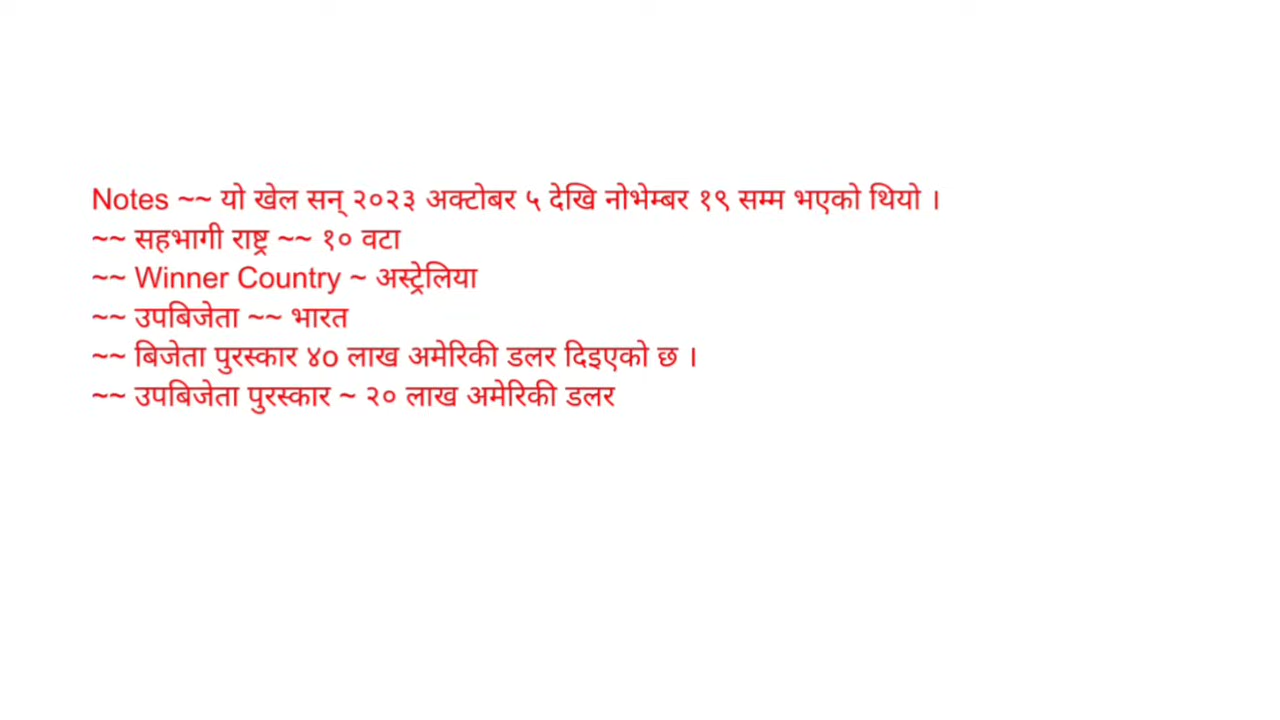 Notes ~~ यो खेल सन् २०२३ अक्टोबर ५ देखि नोभेम्बर १९ सम्म भएको थियो ।
~~ सहभागी राष्ट्र ~~ १० वटा
~~ Winner Country ~ अस्ट्रेलिया
~~ उपबिजेता ~~ भारत
~~ बिजेता पुरस्कार ४० लाख अमेरिकी डलर दिइएको छ ।
~~ उपबिजेता पुरस्कार ~ २० लाख अमेरिकी डलर